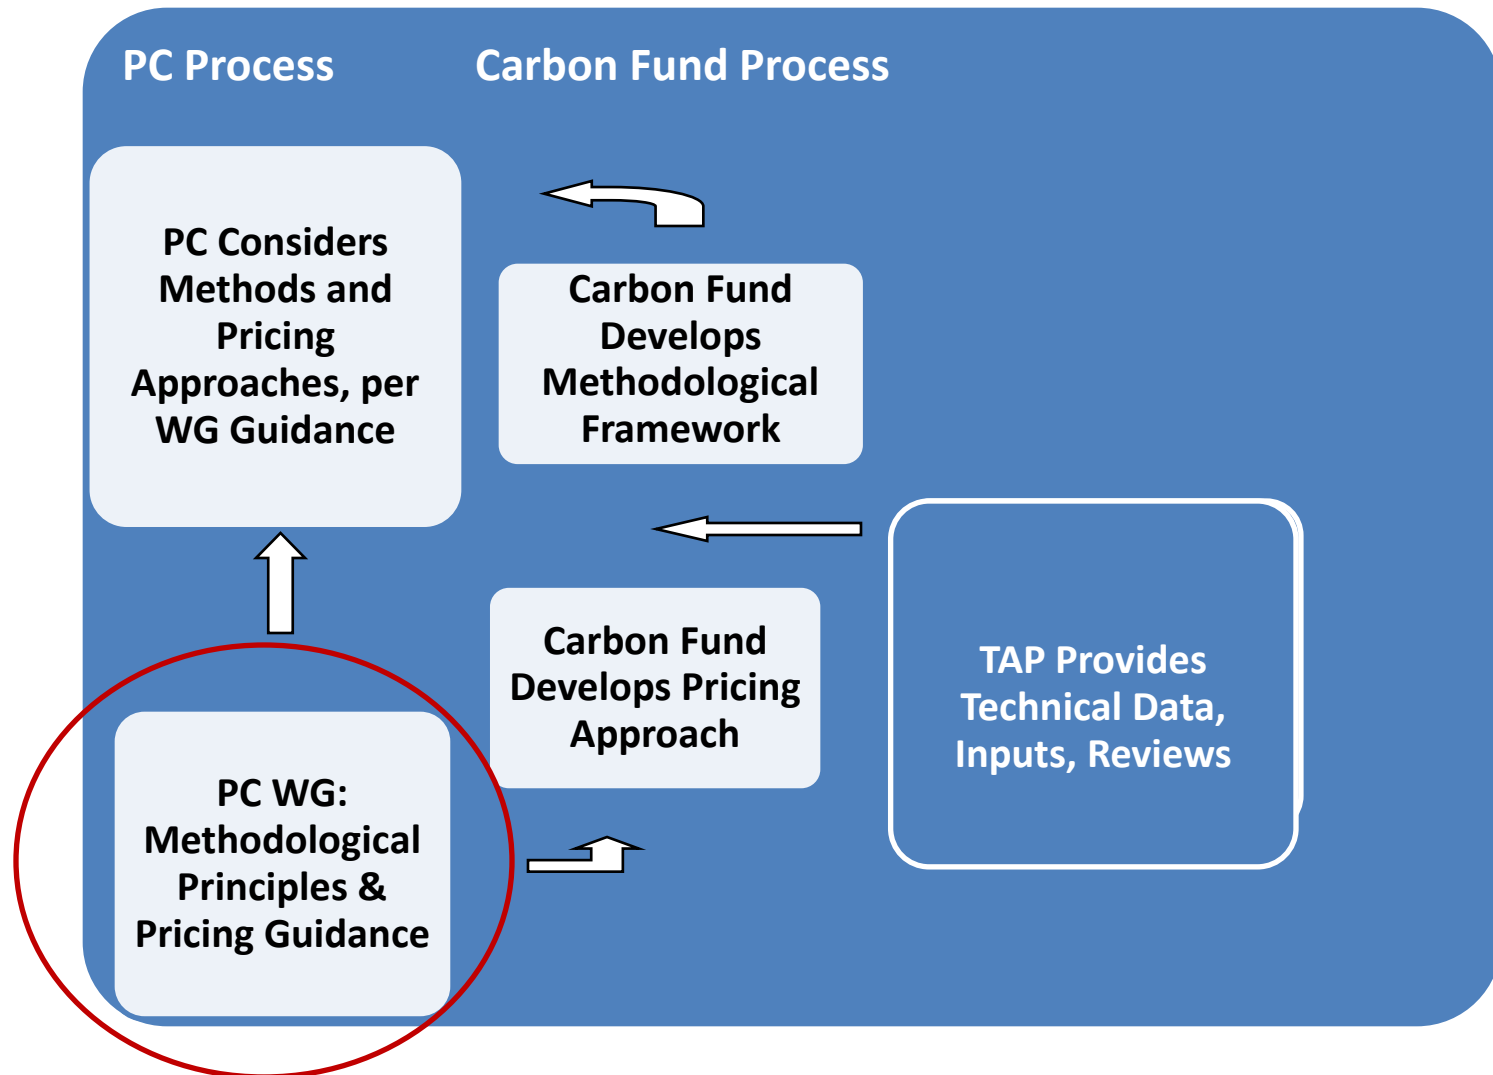 PC Process
Carbon Fund Process
PC Considers
Methods and
Pricing
Approaches, per
WG Guidance
Carbon Fund
Develops
Methodological
Framework
Carbon Fund
Develops Pricing
Approach
TAP Provides
Technical Data,
Inputs, Reviews
PC WG:
Methodological
Principles &
Pricing Guidance